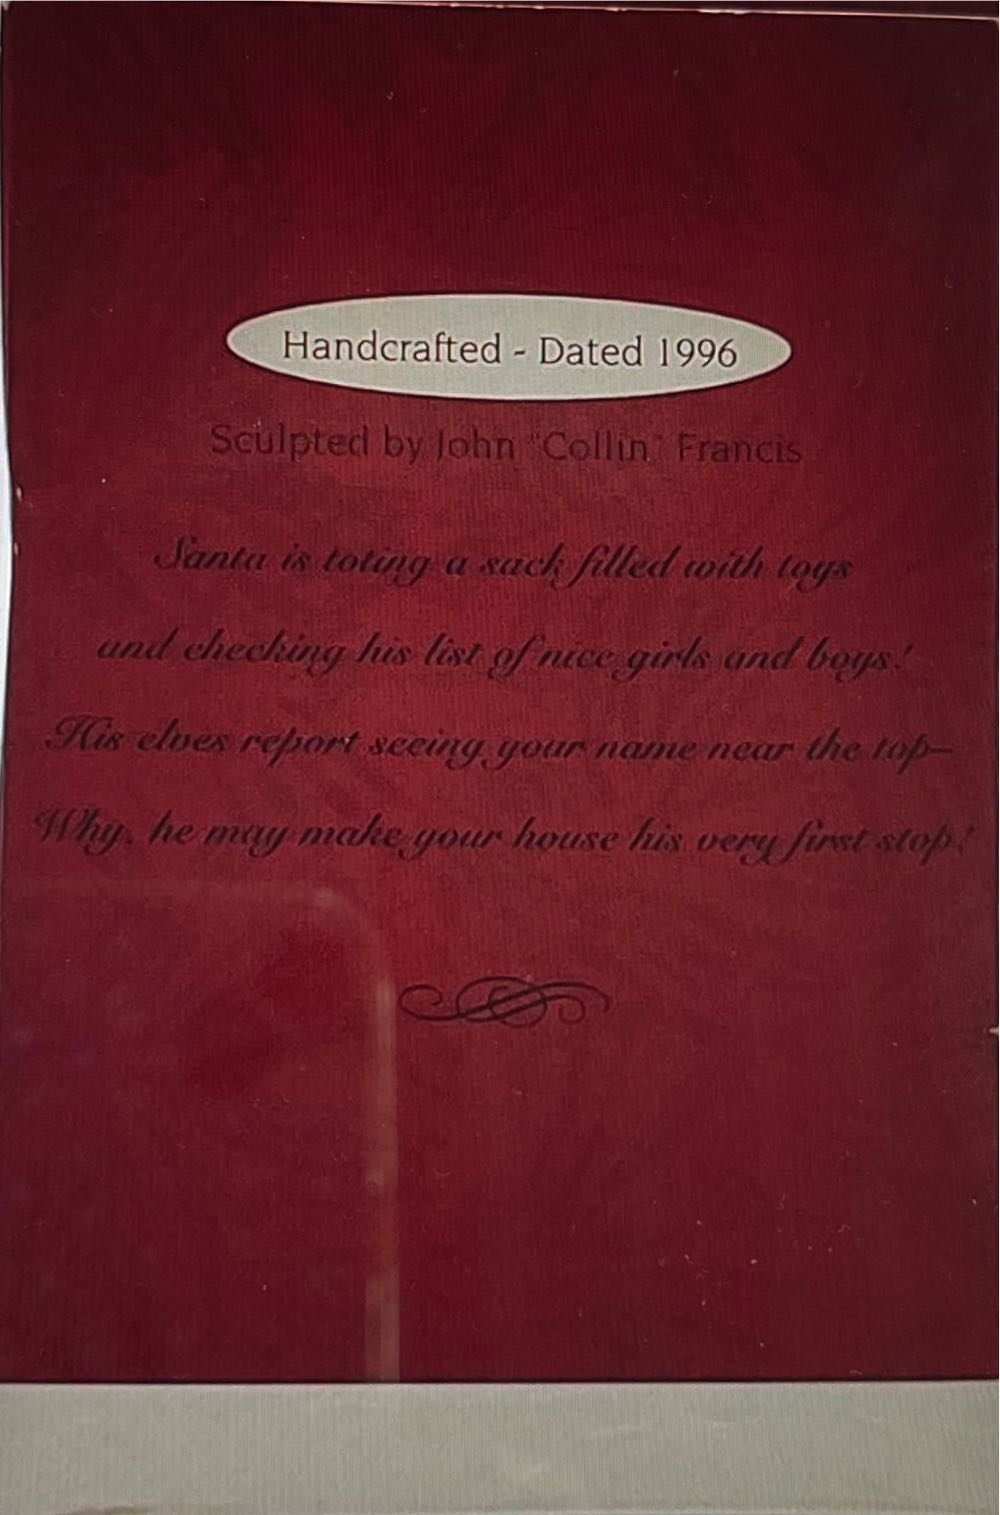 Handcrafted - Dated 1996
Sculpted by John "Collin" Francis
Santa is toting a sack filled with toys
and checking his list of nice girls and boys!
His elves report seeing your name near the top—
Why, he may make your house his very first stop!